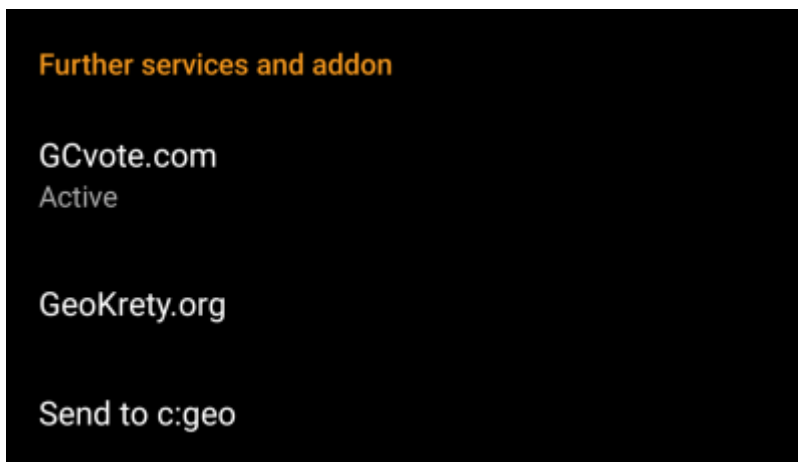 Further services and addon
GCvote.com
Active
GeoKrety.org
Send to c:geo